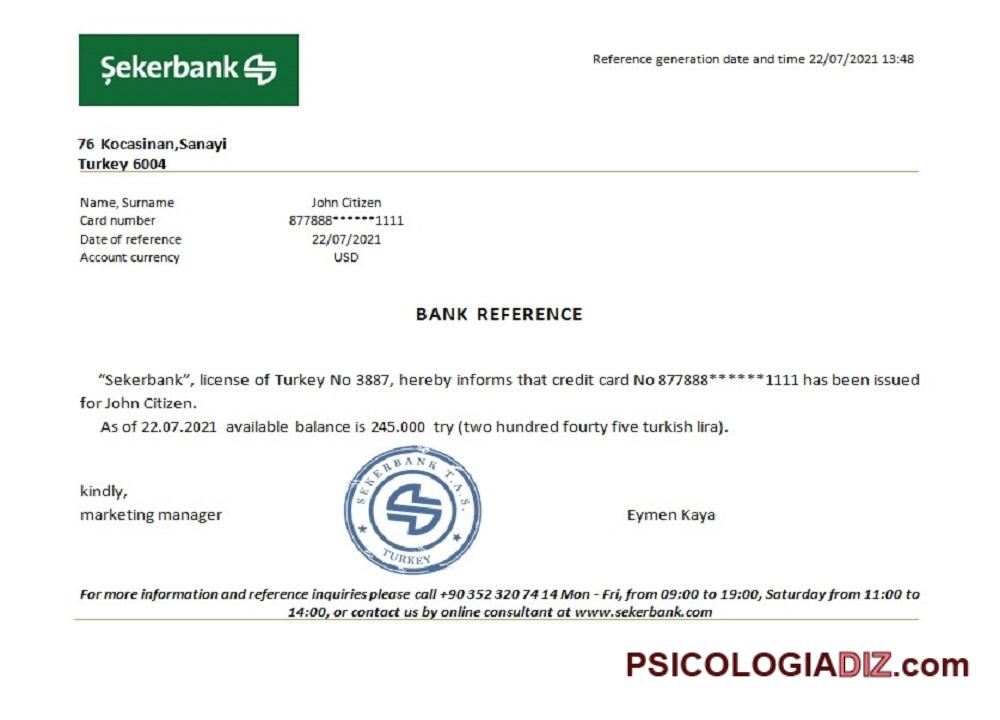 Şekerbank
Reference generation date and time 22/07/2021 13:48
76 Kocasinan,Sanayi
Turkey 6004
Name, Surname John Citizen
Card number 877888******1111
Date of reference 22/07/2021
Account currency USD
BANK REFERENCE
“Sekerbank”, license of Turkey No 3887, hereby informs that credit card No 877888******1111 has been issued
for John Citizen.
As of 22.07.2021 available balance is 245.000 try (two hundred fourty five turkish lira).
SEKERBANK T.A.S.
TURKEY
kindly,
marketing manager Eymen Kaya
For more information and reference inquiries please call +90 352 320 74 14 Mon - Fri, from 09:00 to 19:00, Saturday from 11:00 to
14:00, or contact us by online consultant at www.sekerbank.com
PSICOLOGIADIZ.com